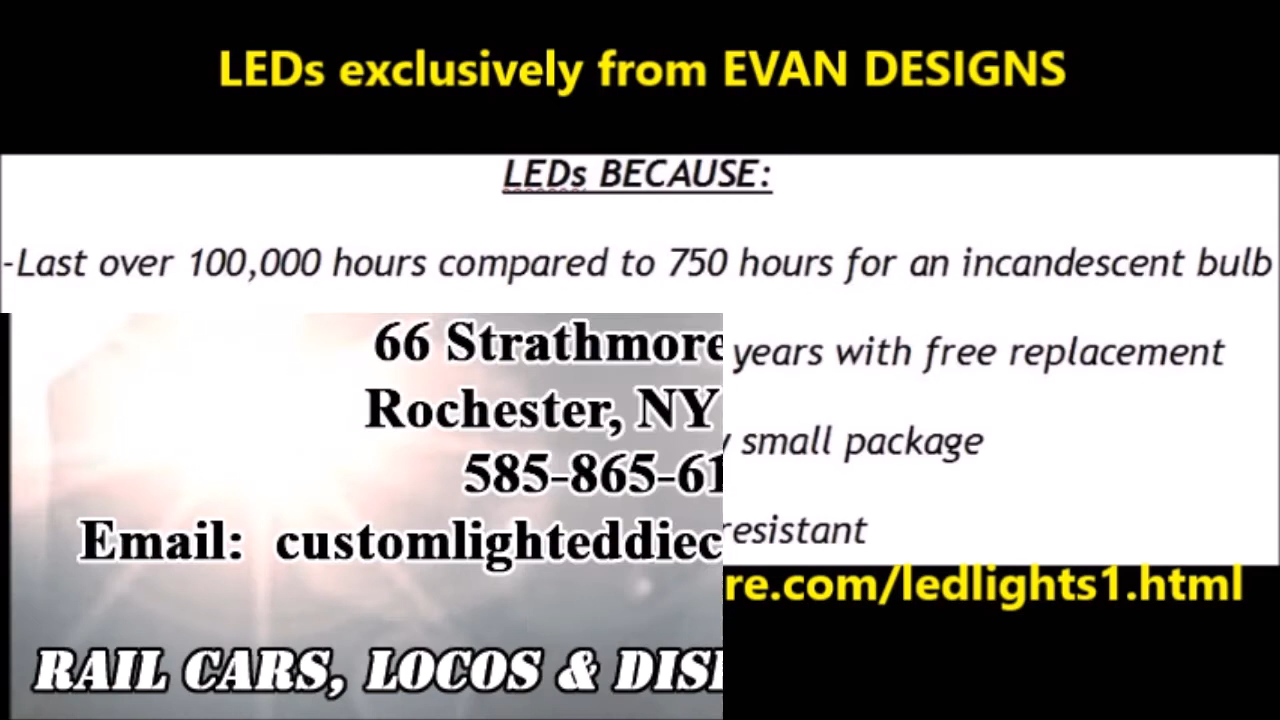 LEDs exclusively from EVAN DESIGNS
LEDs BECAUSE:
-Last over 100,000 hours compared to 750 hours for an incandescent bulb
years with free replacement
small package
resistant
re.com/ledlights1.html
66 Strathmore
Rochester, NY
585-865-61
Email: customlighteddiec
RAIL CARS, LOCOS &